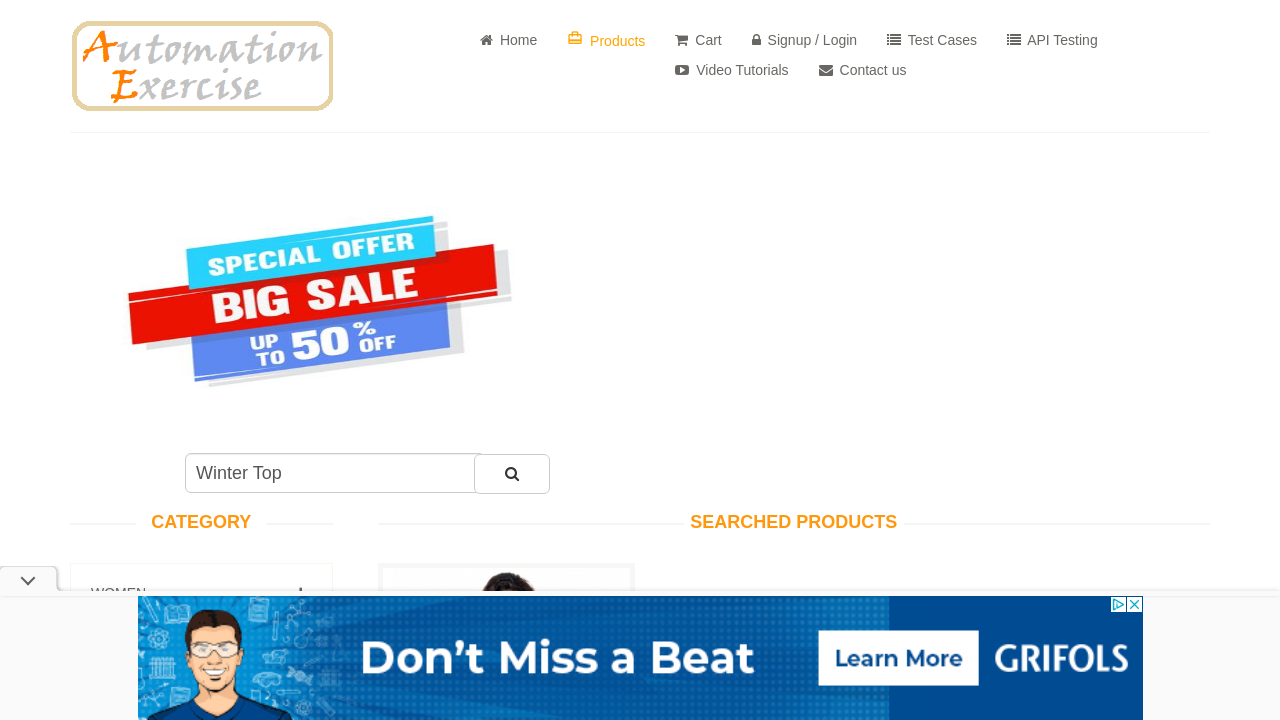 Automation
Exercise
Home
Products
Cart
Signup / Login
Test Cases
API Testing
Video Tutorials
Contact us
SPECIAL OFFER
BIG SALE
UP TO 50% OFF
Winter Top
CATEGORY
SEARCHED PRODUCTS
WOMEN
Don't Miss a Beat
Learn More
GRIFOLS